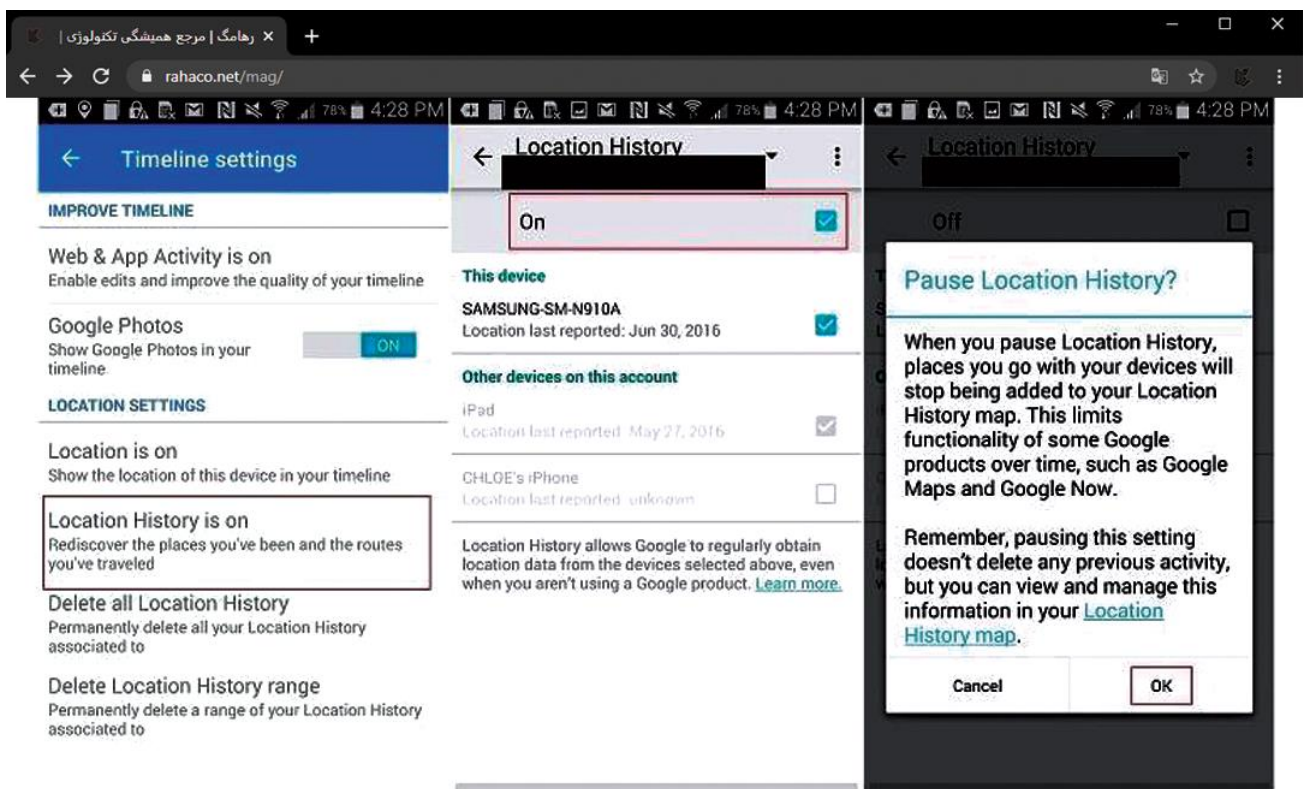 رهامگ | مرجع همیشگی تکنولوژی |
rahaco.net/mag/
78% 4:28 PM
Timeline settings
IMPROVE TIMELINE
Web & App Activity is on
Enable edits and improve the quality of your timeline
Google Photos
Show Google Photos in your
timeline
ON
LOCATION SETTINGS
Location is on
Show the location of this device in your timeline
Location History is on
Rediscover the places you've been and the routes
you've traveled
Delete all Location History
Permanently delete all your Location History
associated to
Delete Location History range
Permanently delete a range of your Location History
associated to
78% 4:28 PM
Location History
On
This device
SAMSUNG-SM-N910A
Location last reported: Jun 30, 2016
Other devices on this account
iPad
Location last reported: May 27, 2016
CHLOE's iPhone
Location last reported: unknown
Location History allows Google to regularly obtain
location data from the devices selected above, even
when you aren't using a Google product. Learn more.
78% 4:28 PM
Location History
Off
Pause Location History?
When you pause Location History,
places you go with your devices will
stop being added to your Location
History map. This limits
functionality of some Google
products over time, such as Google
Maps and Google Now.
Remember, pausing this setting
doesn't delete any previous activity,
but you can view and manage this
information in your Location
History map.
Cancel
OK